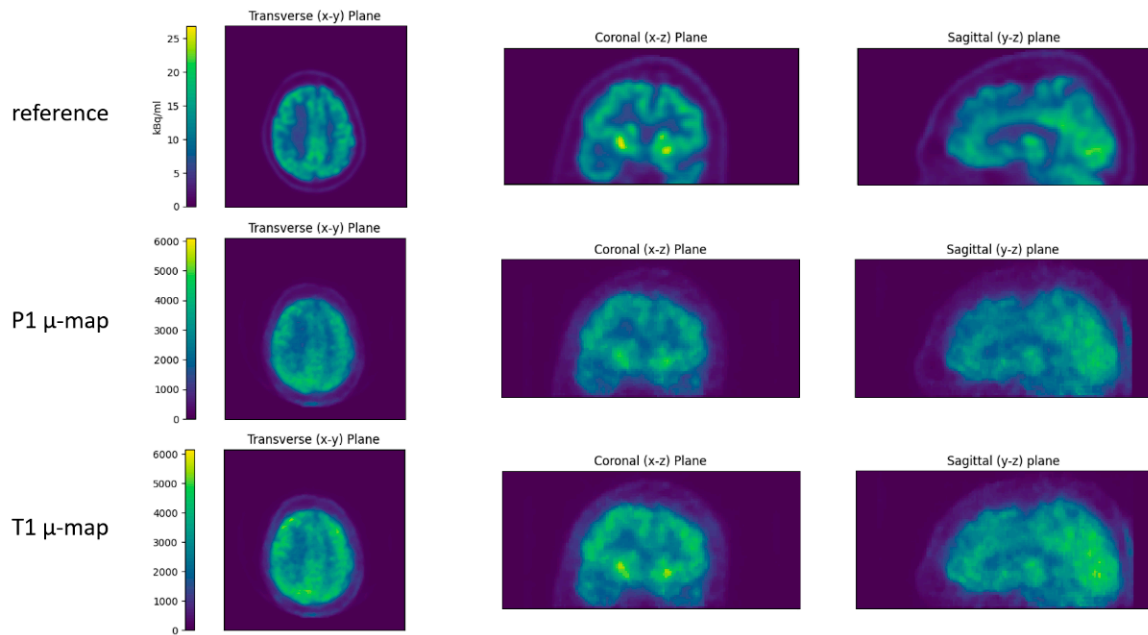 Transverse (x-y) Plane
Coronal (x-z) Plane
Sagittal (y-z) plane
reference
25
20
15
10
5
0
kBq/ml
Transverse (x-y) Plane
Coronal (x-z) Plane
Sagittal (y-z) plane
P1 μ-map
6000
5000
4000
3000
2000
1000
0
Transverse (x-y) Plane
Coronal (x-z) Plane
Sagittal (y-z) plane
T1 μ-map
6000
5000
4000
3000
2000
1000
0